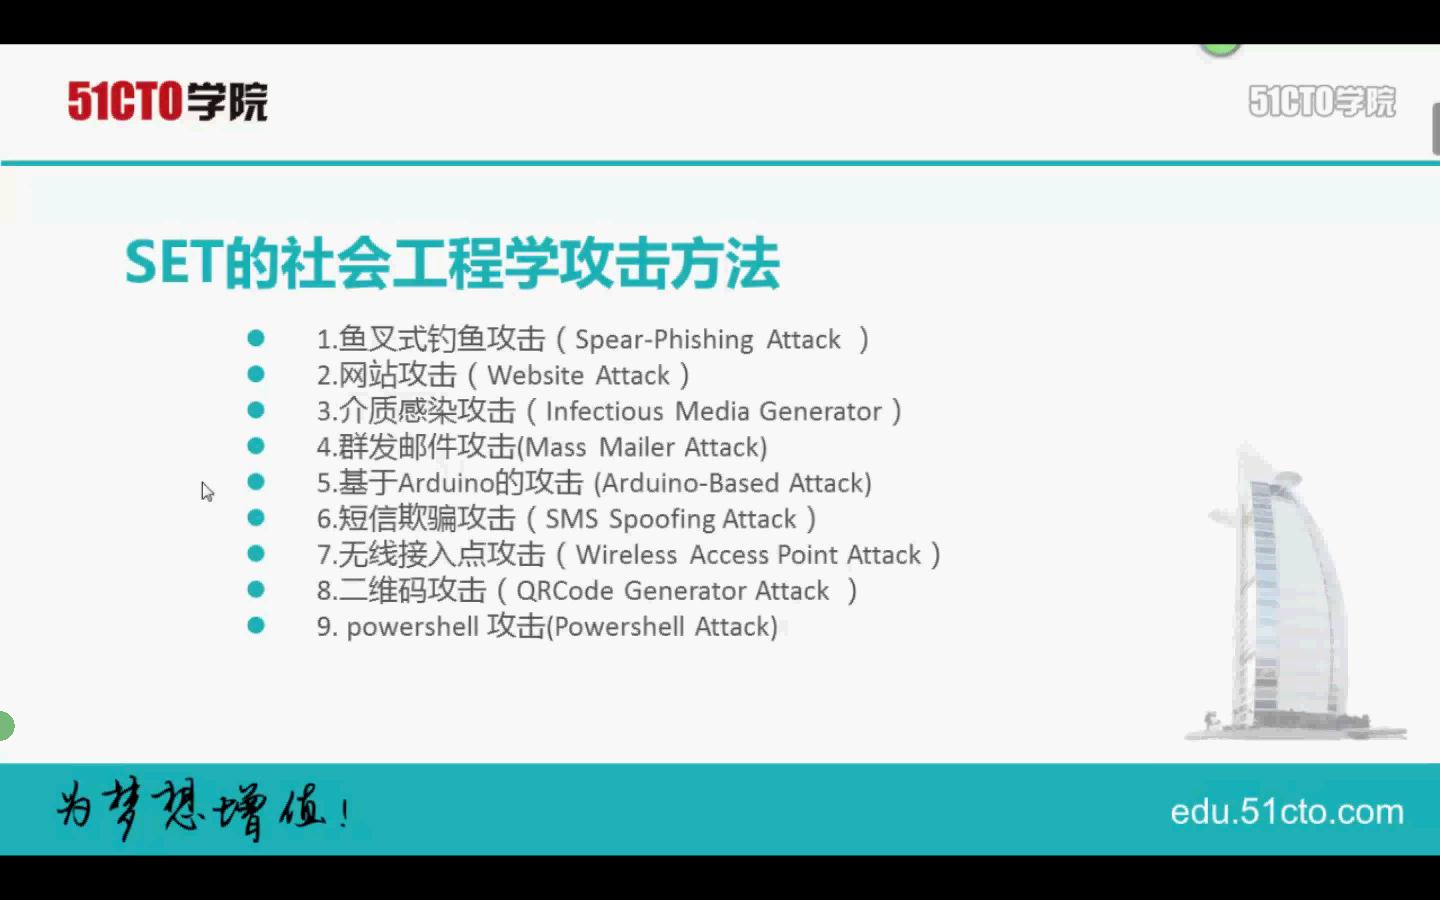 51CTO学院
51CTO学院
SET的社会工程学攻击方法
1.鱼叉式钓鱼攻击（Spear-Phishing Attack ）
2.网站攻击（Website Attack）
3.介质感染攻击（Infectious Media Generator）
4.群发邮件攻击(Mass Mailer Attack)
5.基于Arduino的攻击 (Arduino-Based Attack)
6.短信欺骗攻击（SMS Spoofing Attack）
7.无线接入点攻击（Wireless Access Point Attack）
8.二维码攻击（QRCode Generator Attack ）
9. powershell 攻击(Powershell Attack)
为梦想增值!
edu.51cto.com